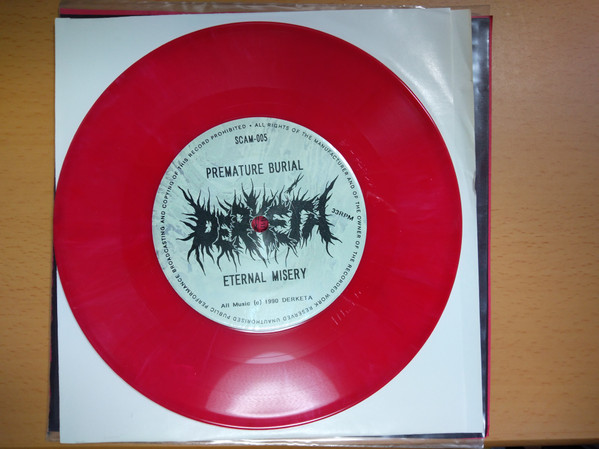 ALL RIGHTS OF THE MANUFACTURER AND OF THE OWNER OF THE RECORDED WORK RESERVED UNAUTHORISED PUBLIC PERFORMANCE BROADCASTING AND COPYING OF THIS RECORD PROHIBITED •
SCAM-005
PREMATURE BURIAL
DERKETA
33RPM
ETERNAL MISERY
All Music (c) 1990 DERKETA